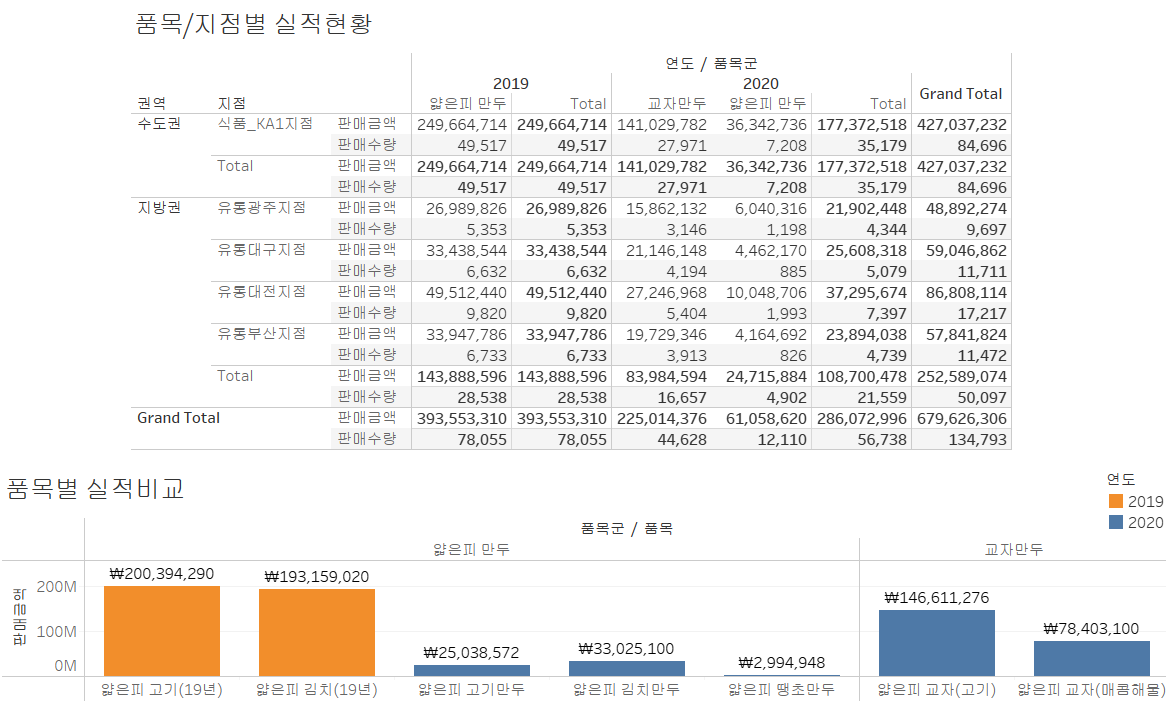 품목/지점별 실적현황
연도 / 품목군
2019 2020 Grand Total
권역 지점 얇은피 만두 Total 교자만두 얇은피 만두 Total
수도권 식품_KA1지점 판매금액 249,664,714 249,664,714 141,029,782 36,342,736 177,372,518 427,037,232
판매수량 49,517 49,517 27,971 7,208 35,179 84,696
Total 판매금액 249,664,714 249,664,714 141,029,782 36,342,736 177,372,518 427,037,232
판매수량 49,517 49,517 27,971 7,208 35,179 84,696
지방권 유통광주지점 판매금액 26,989,826 26,989,826 15,862,132 6,040,316 21,902,448 48,892,274
판매수량 5,353 5,353 3,146 1,198 4,344 9,697
유통대구지점 판매금액 33,438,544 33,438,544 21,146,148 4,462,170 25,608,318 59,046,862
판매수량 6,632 6,632 4,194 885 5,079 11,711
유통대전지점 판매금액 49,512,440 49,512,440 27,246,968 10,048,706 37,295,674 86,808,114
판매수량 9,820 9,820 5,404 1,993 7,397 17,217
유통부산지점 판매금액 33,947,786 33,947,786 19,729,346 4,164,692 23,894,038 57,841,824
판매수량 6,733 6,733 3,913 826 4,739 11,472
Total 판매금액 143,888,596 143,888,596 83,984,594 24,715,884 108,700,478 252,589,074
판매수량 28,538 28,538 16,657 4,902 21,559 50,097
Grand Total 판매금액 393,553,310 393,553,310 225,014,376 61,058,620 286,072,996 679,626,306
판매수량 78,055 78,055 44,628 12,110 56,738 134,793
품목별 실적비교
연도
2019
2020
품목군 / 품목
얇은피 만두 교자만두
판매금액
200M
100M
0M
₩200,394,290 ₩193,159,020 ₩25,038,572 ₩33,025,100 ₩2,994,948 ₩146,611,276 ₩78,403,100
얇은피 고기(19년) 얇은피 김치(19년) 얇은피 고기만두 얇은피 김치만두 얇은피 땡초만두 얇은피 교자(고기) 얇은피 교자(매콤해물)